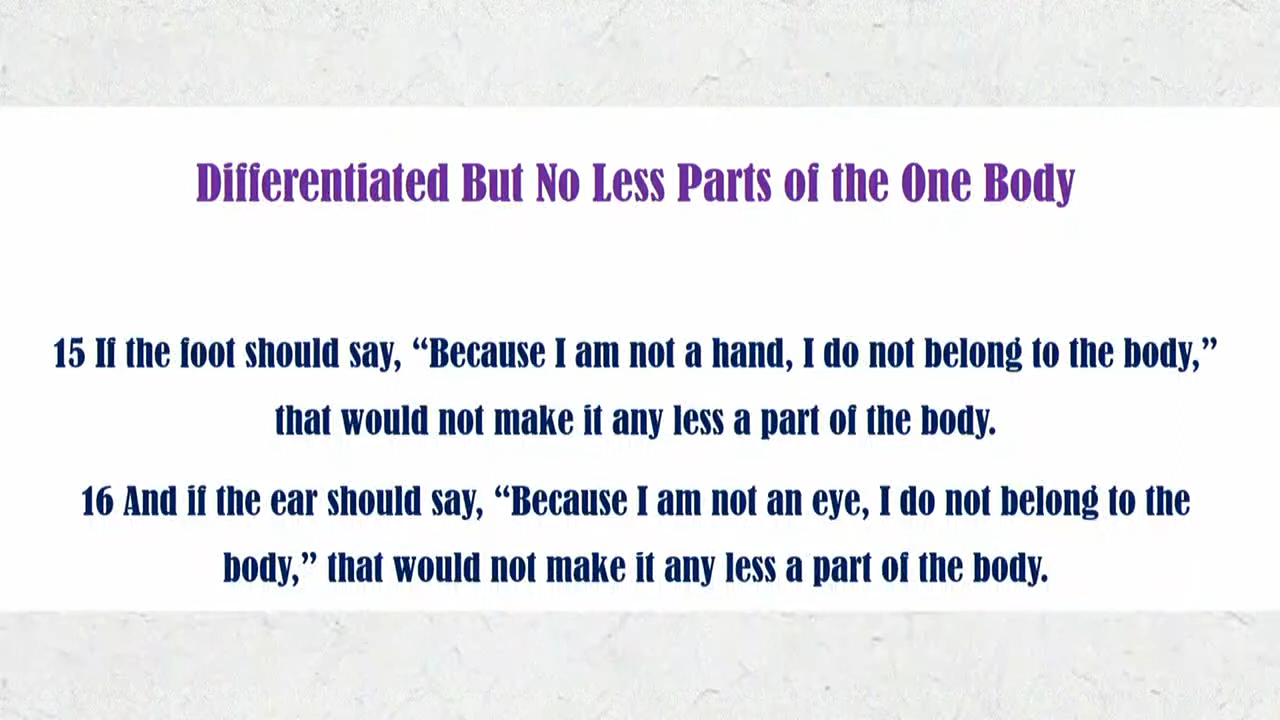 Differentiated But No Less Parts of the One Body
15 If the foot should say, “Because I am not a hand, I do not belong to the body,”
that would not make it any less a part of the body.
16 And if the ear should say, “Because I am not an eye, I do not belong to the
body,” that would not make it any less a part of the body.